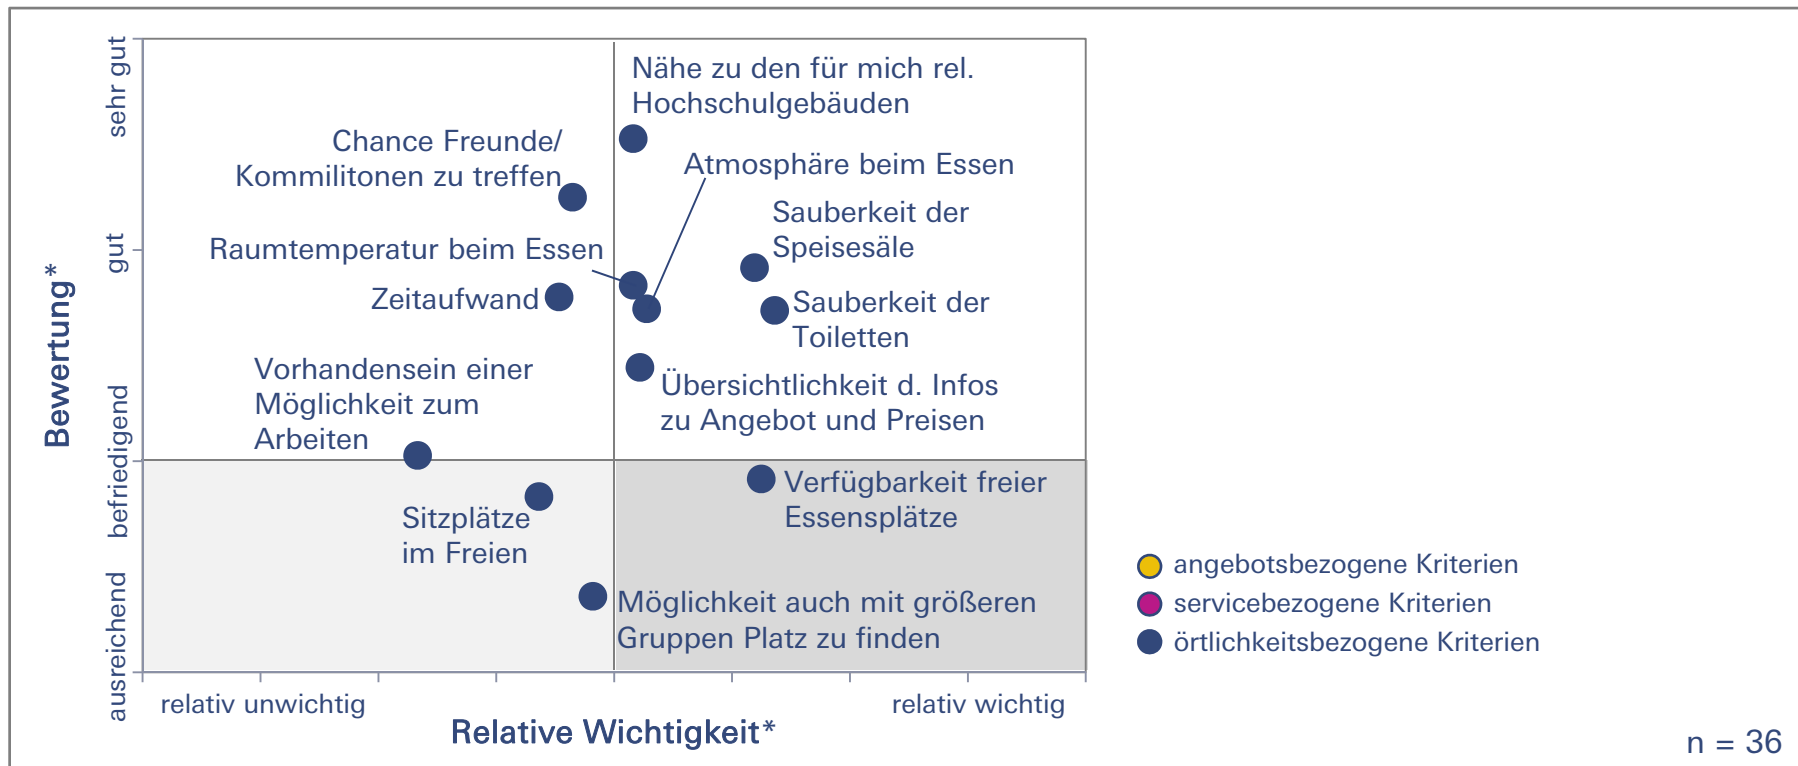 sehr gut
gut
befriedigend
ausreichend
Bewertung*
Nähe zu den für mich rel.
Hochschulgebäuden
Chance Freunde/
Kommilitonen zu treffen
Atmosphäre beim Essen
Sauberkeit der
Speisesäle
Raumtemperatur beim Essen
Zeitaufwand
Sauberkeit der
Toiletten
Vorhandensein einer
Möglichkeit zum
Arbeiten
Übersichtlichkeit d. Infos
zu Angebot und Preisen
Verfügbarkeit freier
Essensplätze
Sitzplätze
im Freien
Möglichkeit auch mit größeren
Gruppen Platz zu finden
relativ unwichtig
relativ wichtig
Relative Wichtigkeit*
angebotsbezogene Kriterien
servicebezogene Kriterien
örtlichkeitsbezogene Kriterien
n = 36